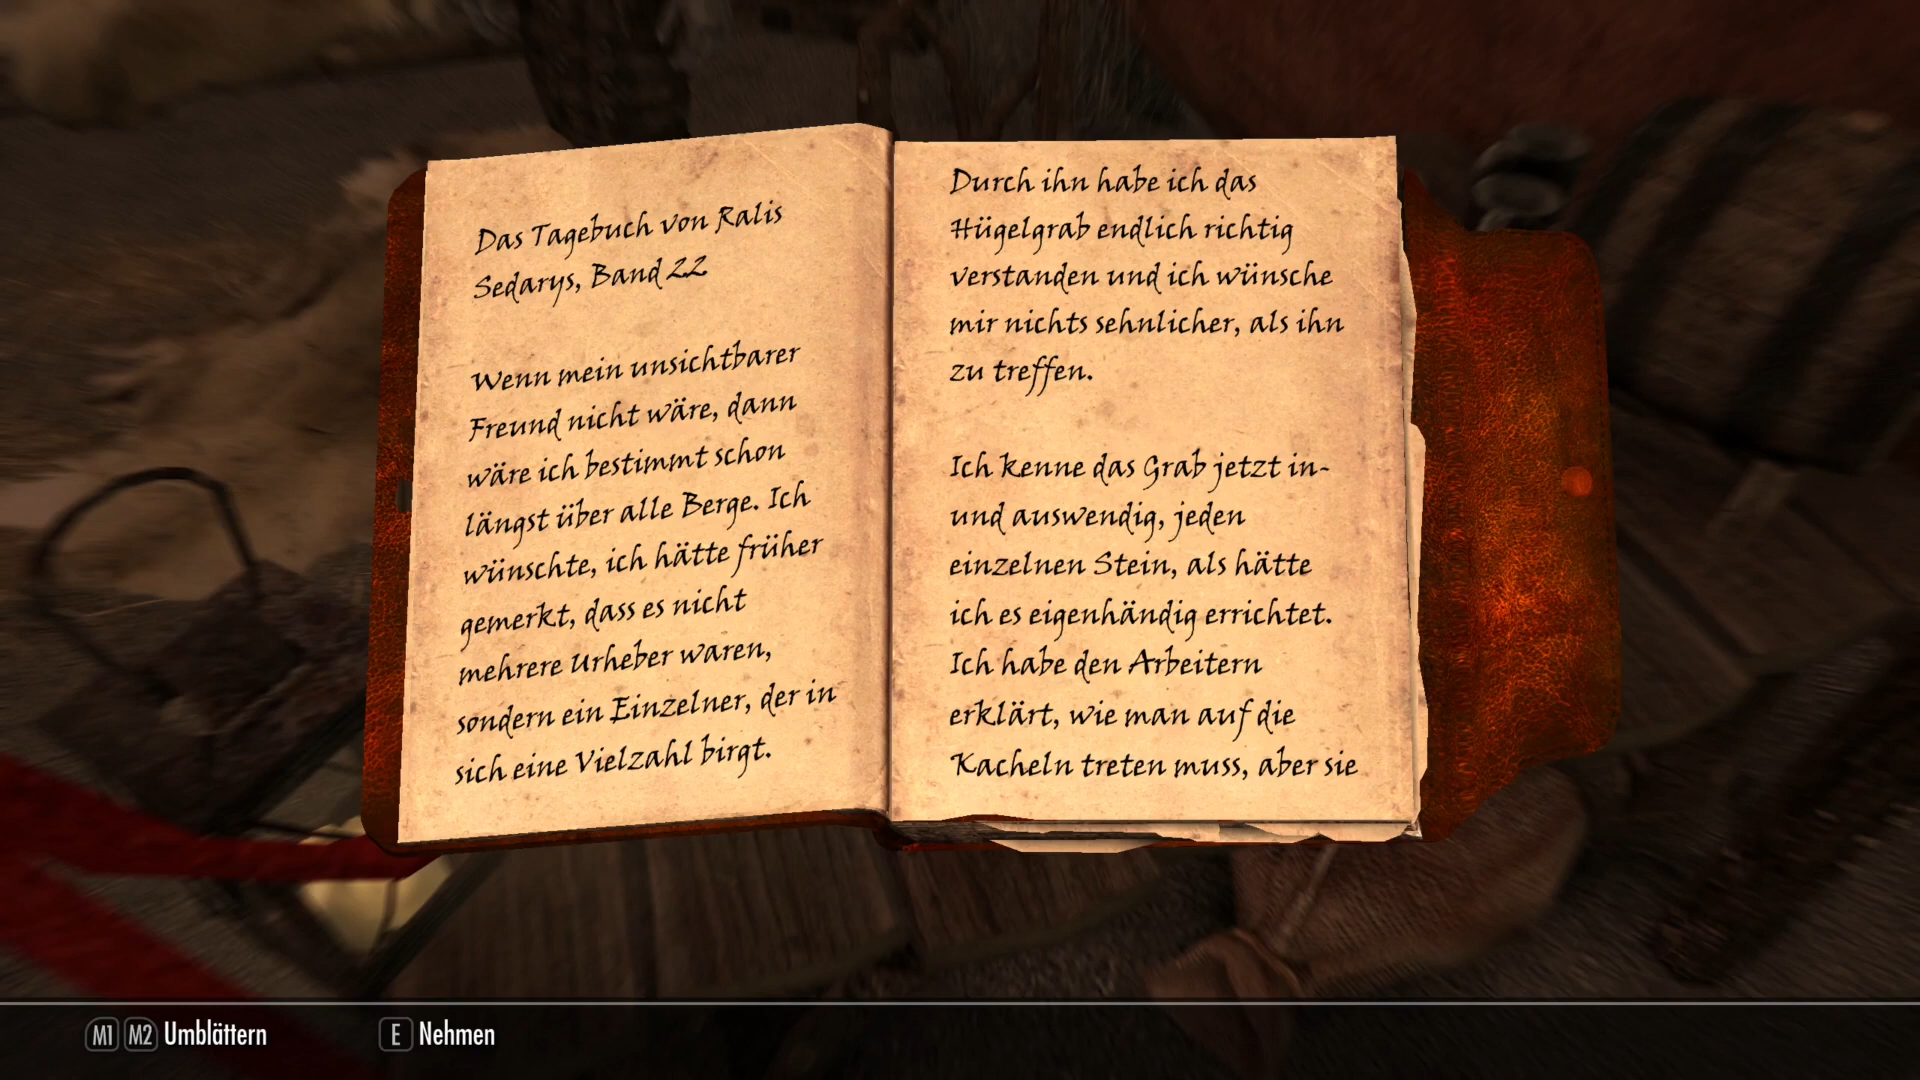 Das Tagebuch von Ralis
Sedarys, Band 22
Wenn mein unsichtbarer
Freund nicht wäre, dann
wäre ich bestimmt schon
längst über alle Berge. Ich
wünschte, ich hätte früher
gemerkt, dass es nicht
mehrere Urheber waren,
sondern ein Einzelner, der in
sich eine Vielzahl birgt.
Durch ihn habe ich das
Hügelgrab endlich richtig
verstanden und ich wünsche
mir nichts sehnlicher, als ihn
zu treffen.
Ich kenne das Grab jetzt in-
und auswendig, jeden
einzelnen Stein, als hätte
ich es eigenhändig errichtet.
Ich habe den Arbeitern
erklärt, wie man auf die
Kacheln treten muss, aber sie
M1 M2 Umblättern
E Nehmen